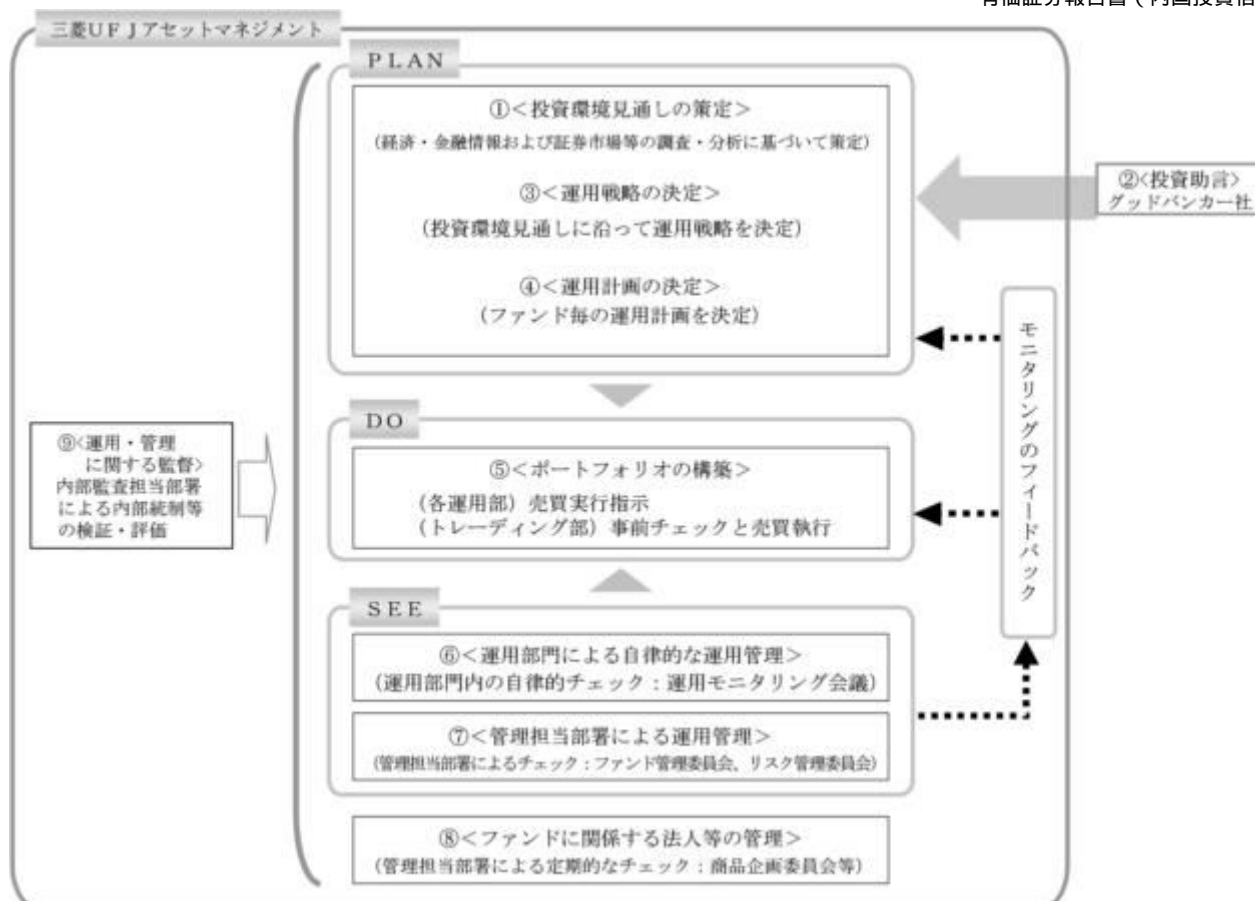 三菱UFJアセットマネジメント
PLAN
①<投資環境見通しの策定>
(経済・金融情報および証券市場等の調査・分析に基づいて策定)
②<投資助言>
グッドバンカー社
③<運用戦略の決定>
(投資環境見通しに沿って運用戦略を決定)
④<運用計画の決定>
(ファンド毎の運用計画を決定)
モニタリングのフィードバック
DO
⑤<ポートフォリオの構築>
(各運用部)売買実行指示
(トレーディング部)事前チェックと売買執行
⑨<運用・管理
に関する監督>
内部監査担当部署
による内部統制等
の検証・評価
SEE
⑥<運用部門による自律的な運用管理>
(運用部門内の自律的チェック:運用モニタリング会議)
⑦<管理担当部署による運用管理>
(管理担当部署によるチェック:ファンド管理委員会、リスク管理委員会)
⑧<ファンドに関係する法人等の管理>
(管理担当部署による定期的なチェック:商品企画委員会等)